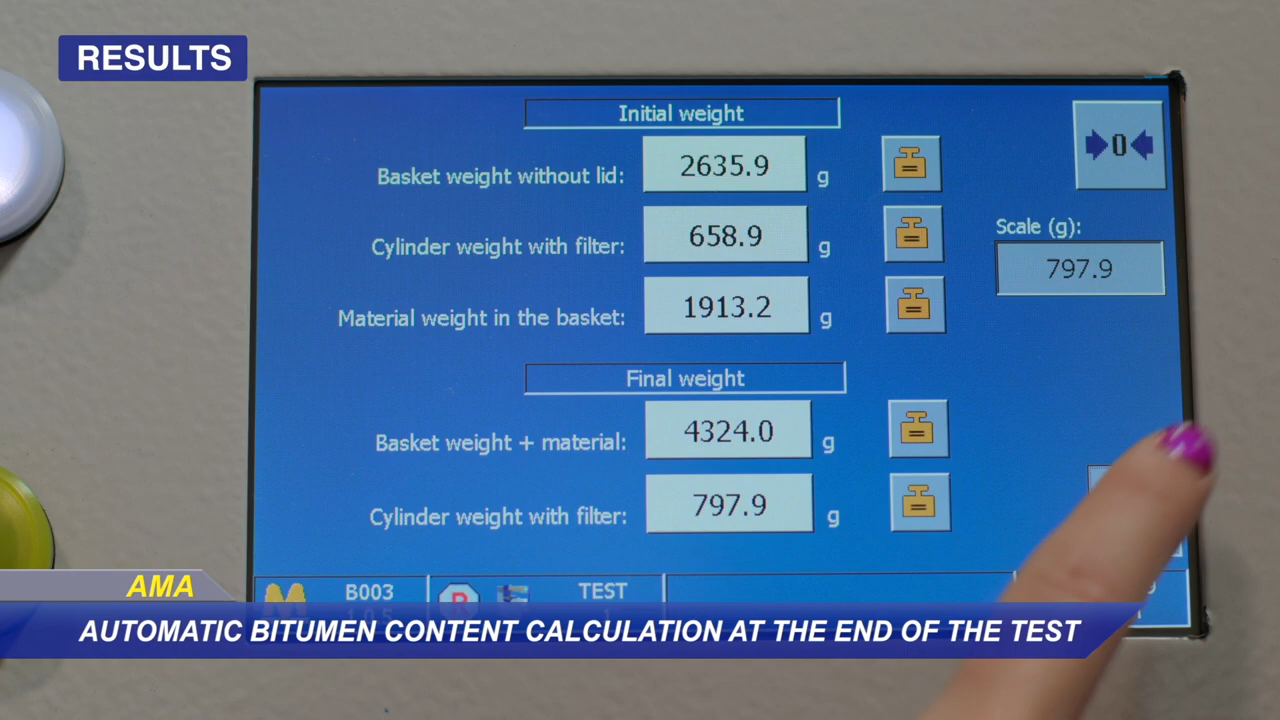 RESULTS
Initial weight
Basket weight without lid: 2635.9 g
0
Cylinder weight with filter: 658.9 g
Scale (g):
797.9
Material weight in the basket: 1913.2 g
Final weight
Basket weight + material: 4324.0 g
Cylinder weight with filter: 797.9 g
M B003 R TEST
AMA
AUTOMATIC BITUMEN CONTENT CALCULATION AT THE END OF THE TEST